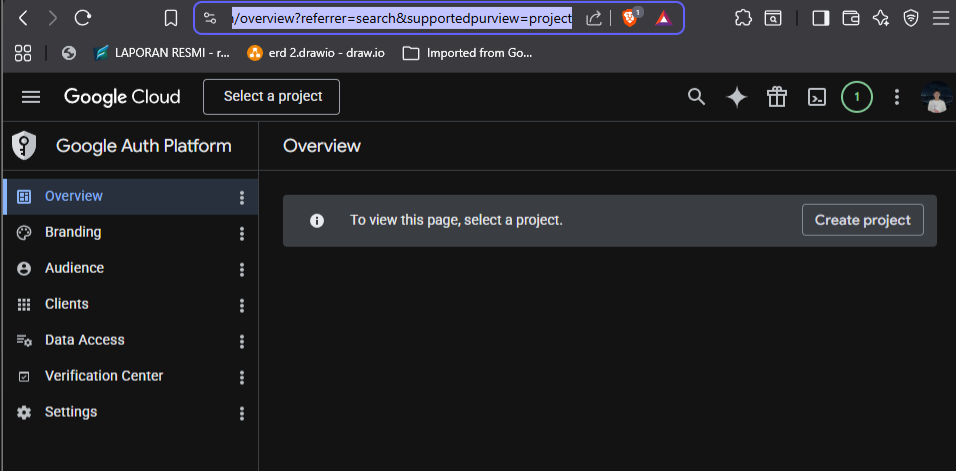 /overview?referrer=search&supportedpurview=project
1
LAPORAN RESMI - r...
erd 2.drawio - draw.io
Imported from Go...
Google Cloud
Select a project
1
Google Auth Platform
Overview
Overview
To view this page, select a project.
Create project
Branding
Audience
Clients
Data Access
Verification Center
Settings